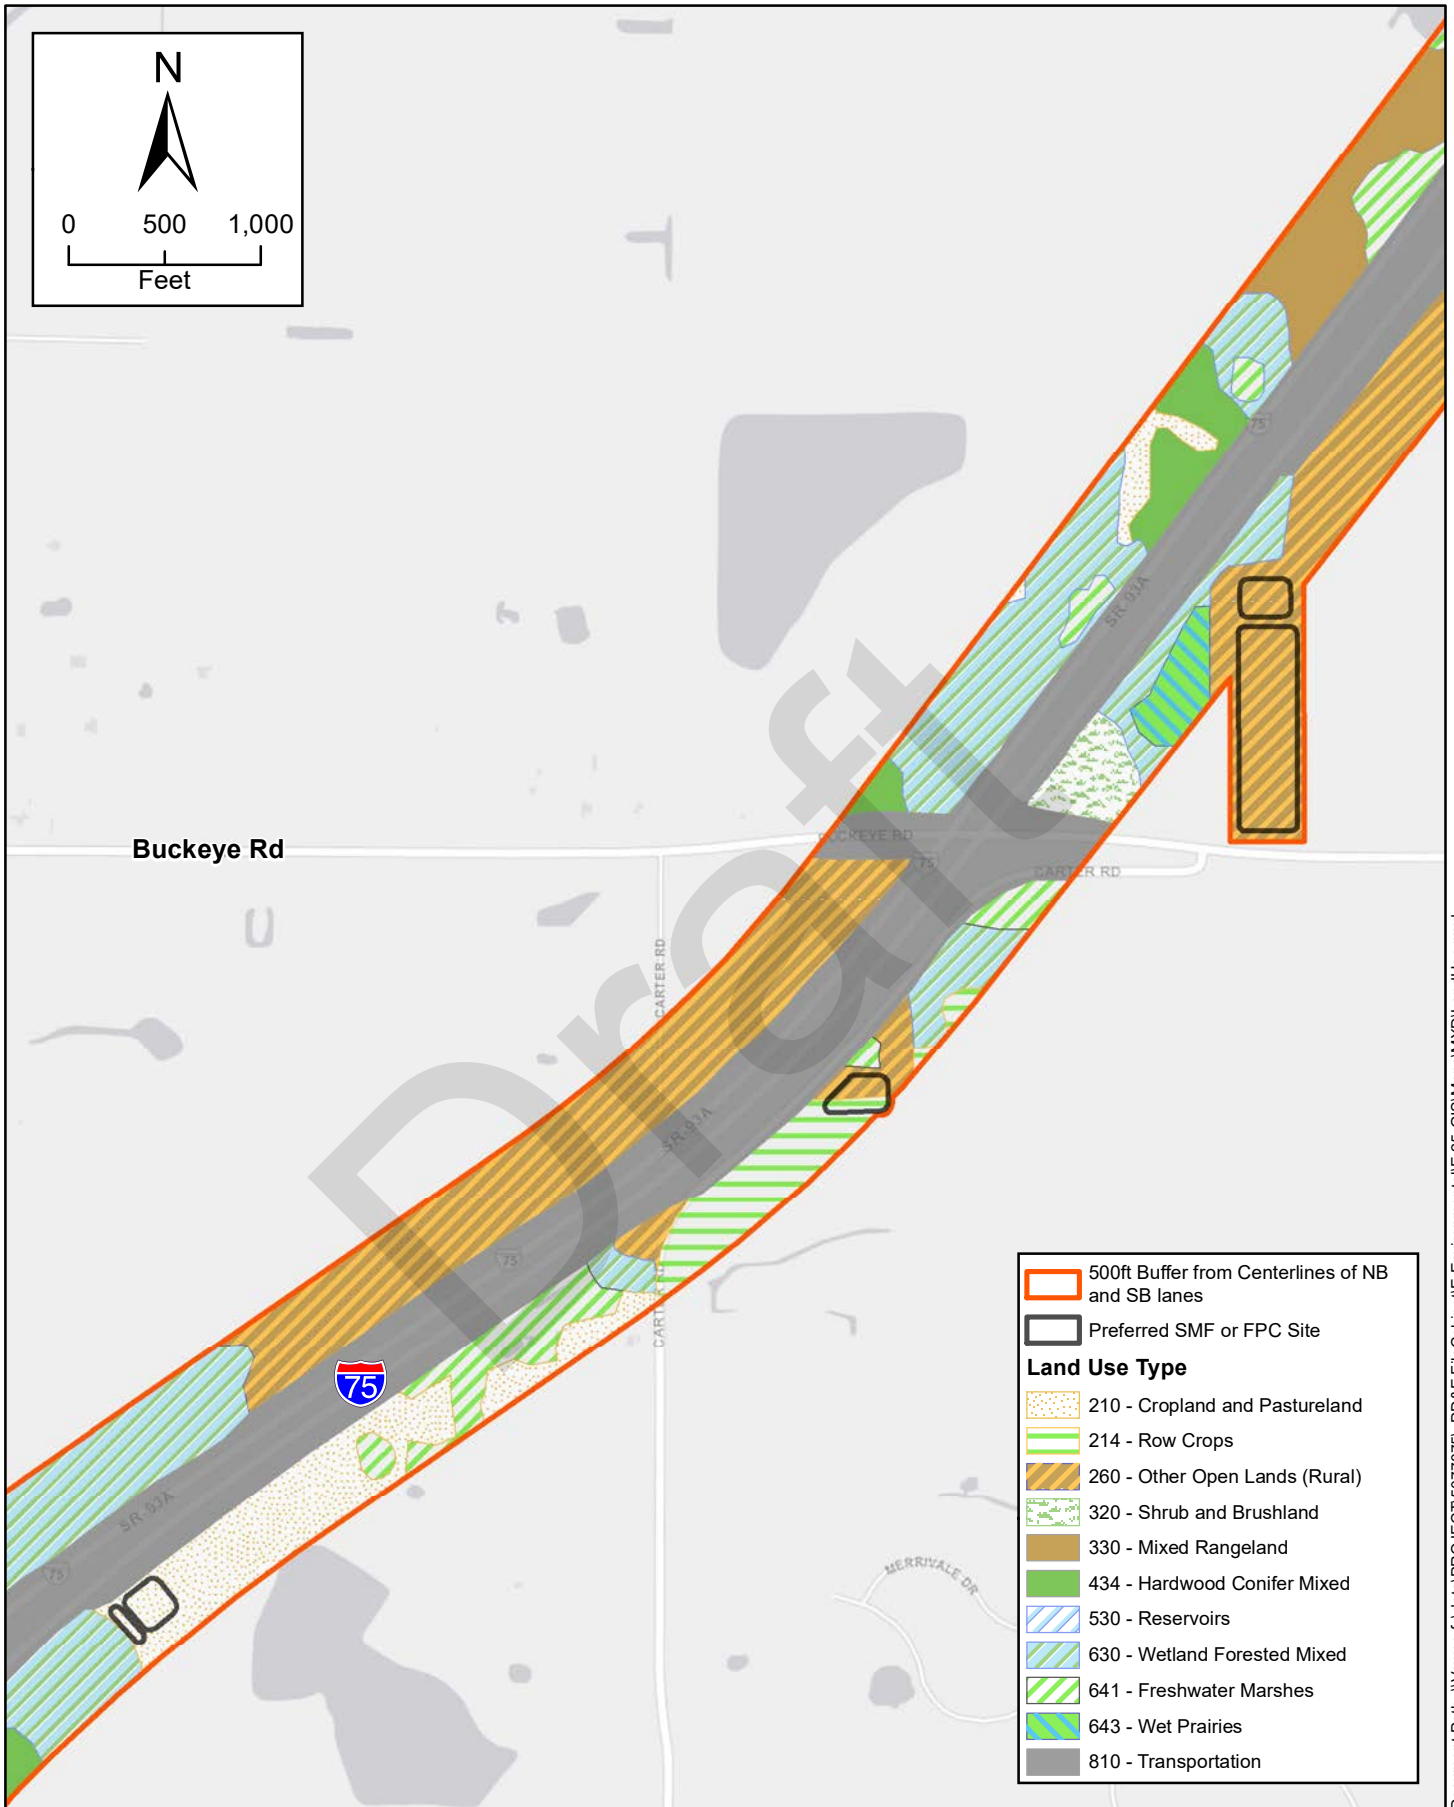 N
0 500 1,000
Feet
75
SR-93A
BUCKEYE RD
Buckeye Rd
75
CARTER RD
CARTER RD
SR-93A
75
75
SR-93A
75
MERRIVALE DR
Draft
500ft Buffer from Centerlines of NB
and SB lanes
Preferred SMF or FPC Site
Land Use Type
210 - Cropland and Pastureland
214 - Row Crops
260 - Other Open Lands (Rural)
320 - Shrub and Brushland
330 - Mixed Rangeland
434 - Hardwood Conifer Mixed
530 - Reservoirs
630 - Wetland Forested Mixed
641 - Freshwater Marshes
643 - Wet Prairies
810 - Transportation